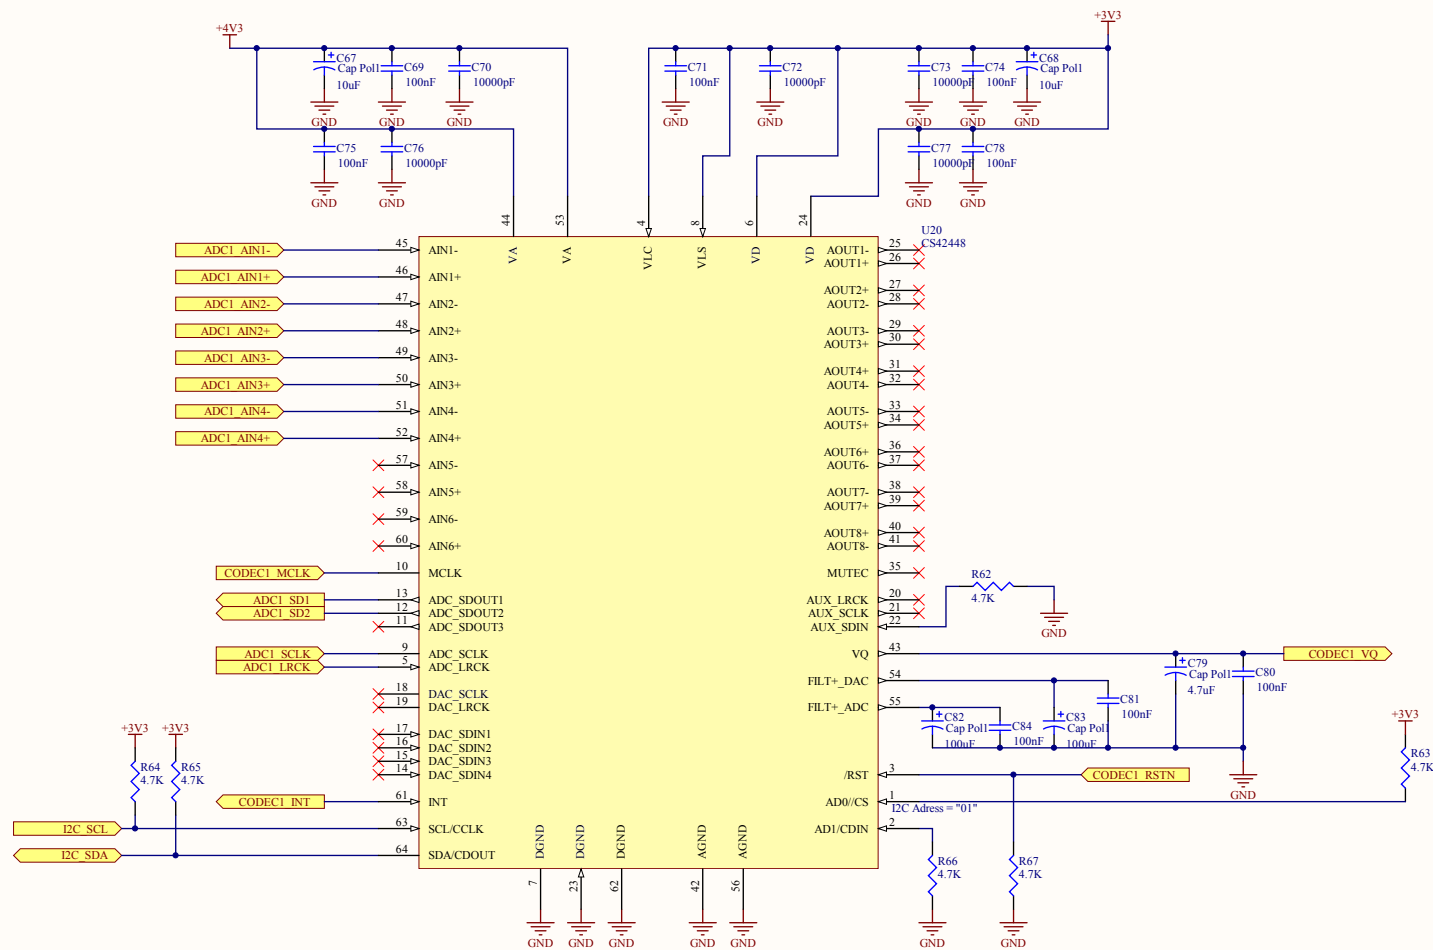 +4V3
+3V3
C67
Cap Pol1
10uF
C69
100nF
C70
10000pF
C71
100nF
C72
10000pF
C73
10000pF
C74
100nF
C68
Cap Pol1
10uF
GND
GND
GND
GND
GND
GND
GND
GND
C75
100nF
C76
10000pF
C77
10000pF
C78
100nF
GND
GND
GND
GND
44
53
4
8
6
24
VA
VA
VLC
VLS
VD
VD
U20
CS42448
ADC1_AIN1- 45 AIN1-
ADC1_AIN1+ 46 AIN1+
ADC1_AIN2- 47 AIN2-
ADC1_AIN2+ 48 AIN2+
ADC1_AIN3- 49 AIN3-
ADC1_AIN3+ 50 AIN3+
ADC1_AIN4- 51 AIN4-
ADC1_AIN4+ 52 AIN4+
57 AIN5-
58 AIN5+
59 AIN6-
60 AIN6+
CODEC1_MCLK 10 MCLK
ADC1_SD1 13 ADC_SDOUT1
ADC1_SD2 12 ADC_SDOUT2
11 ADC_SDOUT3
ADC1_SCLK 9 ADC_SCLK
ADC1_LRCK 5 ADC_LRCK
18 DAC_SCLK
19 DAC_LRCK
17 DAC_SDIN1
16 DAC_SDIN2
15 DAC_SDIN3
14 DAC_SDIN4
+3V3
+3V3
R64
4.7K
R65
4.7K
CODEC1_INT 61 INT
I2C_SCL 63 SCL/CCLK
I2C_SDA 64 SDA/CDOUT
AOUT1- 25
AOUT1+ 26
AOUT2+ 27
AOUT2- 28
AOUT3- 29
AOUT3+ 30
AOUT4+ 31
AOUT4- 32
AOUT5- 33
AOUT5+ 34
AOUT6+ 36
AOUT6- 37
AOUT7- 38
AOUT7+ 39
AOUT8+ 40
AOUT8- 41
MUTEC 35
AUX_LRCK 20
AUX_SCLK 21
AUX_SDIN 22
R62
4.7K
GND
VQ 43
CODEC1_VQ
FILT+_DAC 54
FILT+_ADC 55
C79
Cap Pol1
4.7uF
C80
100nF
C81
100nF
C82
Cap Pol1
100uF
C84
100nF
C83
Cap Pol1
100uF
GND
/RST 3
CODEC1_RSTN
AD0//CS 1
I2C Adress = "01"
AD1/CDIN 2
+3V3
R63
4.7K
R66
4.7K
R67
4.7K
DGND
DGND
DGND
AGND
AGND
7
23
62
42
56
GND
GND
GND
GND
GND
GND
GND